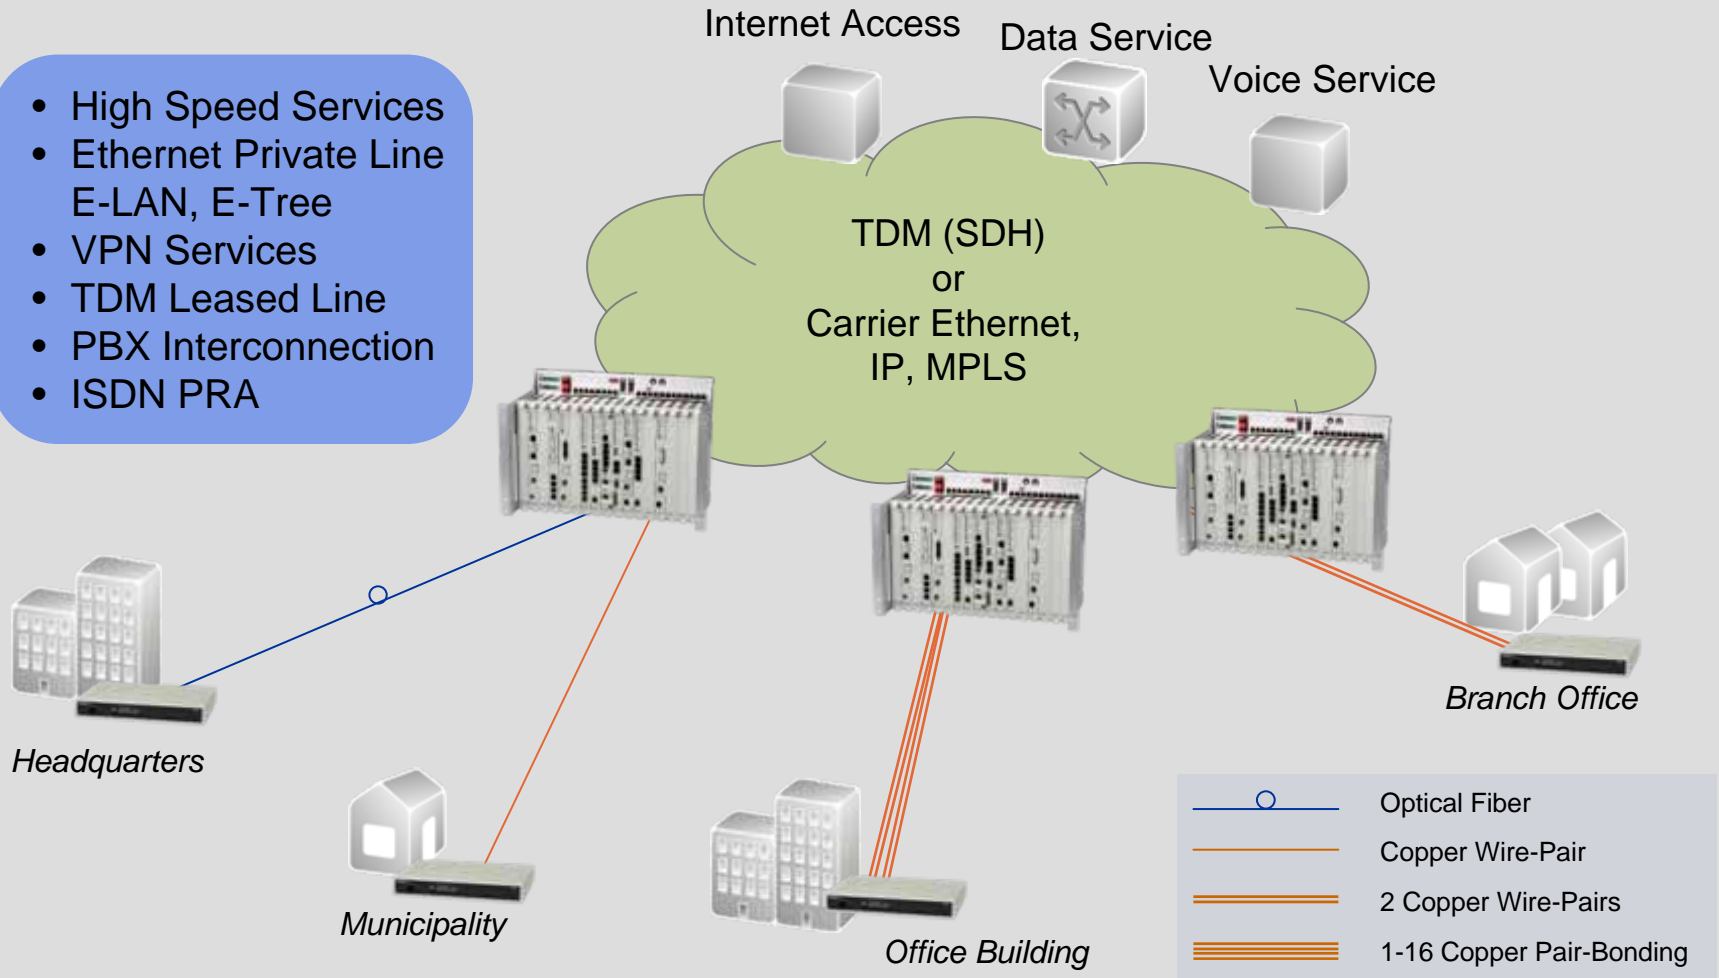 Internet Access
Data Service
Voice Service
• High Speed Services
• Ethernet Private Line
E-LAN, E-Tree
• VPN Services
• TDM Leased Line
• PBX Interconnection
• ISDN PRA
TDM (SDH)
or
Carrier Ethernet,
IP, MPLS
Headquarters
Municipality
Office Building
Branch Office
Optical Fiber
Copper Wire-Pair
2 Copper Wire-Pairs
1-16 Copper Pair-Bonding